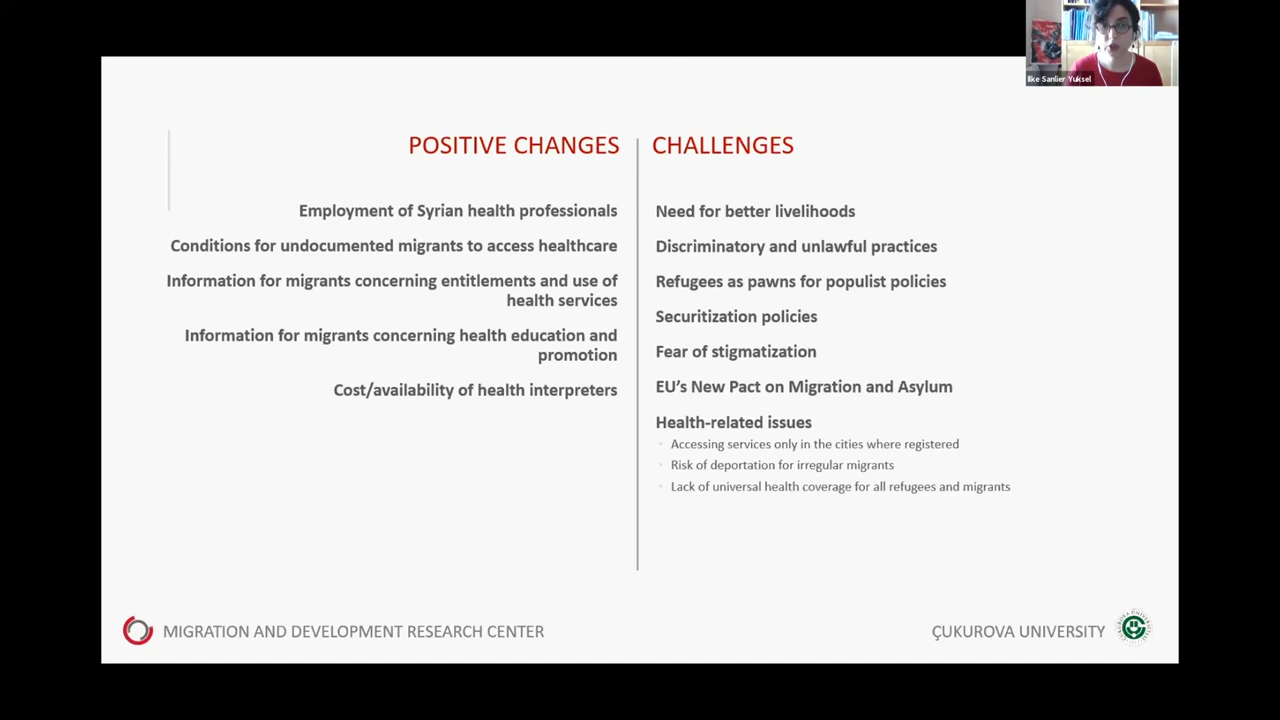 Ilke Sanlier Yuksel
POSITIVE CHANGES
Employment of Syrian health professionals
Conditions for undocumented migrants to access healthcare
Information for migrants concerning entitlements and use of
health services
Information for migrants concerning health education and
promotion
Cost/availability of health interpreters
CHALLENGES
Need for better livelihoods
Discriminatory and unlawful practices
Refugees as pawns for populist policies
Securitization policies
Fear of stigmatization
EU's New Pact on Migration and Asylum
Health-related issues
Accessing services only in the cities where registered
Risk of deportation for irregular migrants
Lack of universal health coverage for all refugees and migrants
MIGRATION AND DEVELOPMENT RESEARCH CENTER
ÇUKUROVA UNIVERSITY